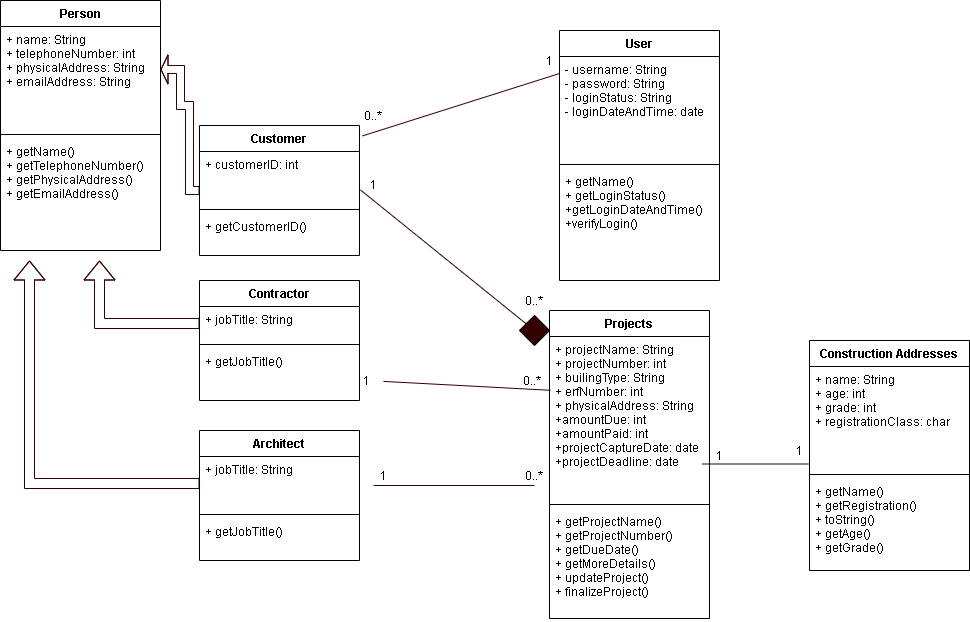 Person
+ name: String
+ telephoneNumber: int
+ physicalAddress: String
+ emailAddress: String
+ getName()
+ getTelephoneNumber()
+ getPhysicalAddress()
+ getEmailAddress()
Customer
+ customerID: int
+ getCustomerID()
Contractor
+ jobTitle: String
+ getJobTitle()
Architect
+ jobTitle: String
+ getJobTitle()
User
- username: String
- password: String
- loginStatus: String
- loginDateAndTime: date
+ getName()
+ getLoginStatus()
+getLoginDateAndTime()
+verifyLogin()
1
0..*
1
0..*
1
0..*
1
0..*
Projects
+ projectName: String
+ projectNumber: int
+ builingType: String
+ erfNumber: int
+ physicalAddress: String
+amountDue: int
+amountPaid: int
+projectCaptureDate: date
+projectDeadline: date
+ getProjectName()
+ getProjectNumber()
+ getDueDate()
+ getMoreDetails()
+ updateProject()
+ finalizeProject()
1
1
Construction Addresses
+ name: String
+ age: int
+ grade: int
+ registrationClass: char
+ getName()
+ getRegistration()
+ toString()
+ getAge()
+ getGrade()